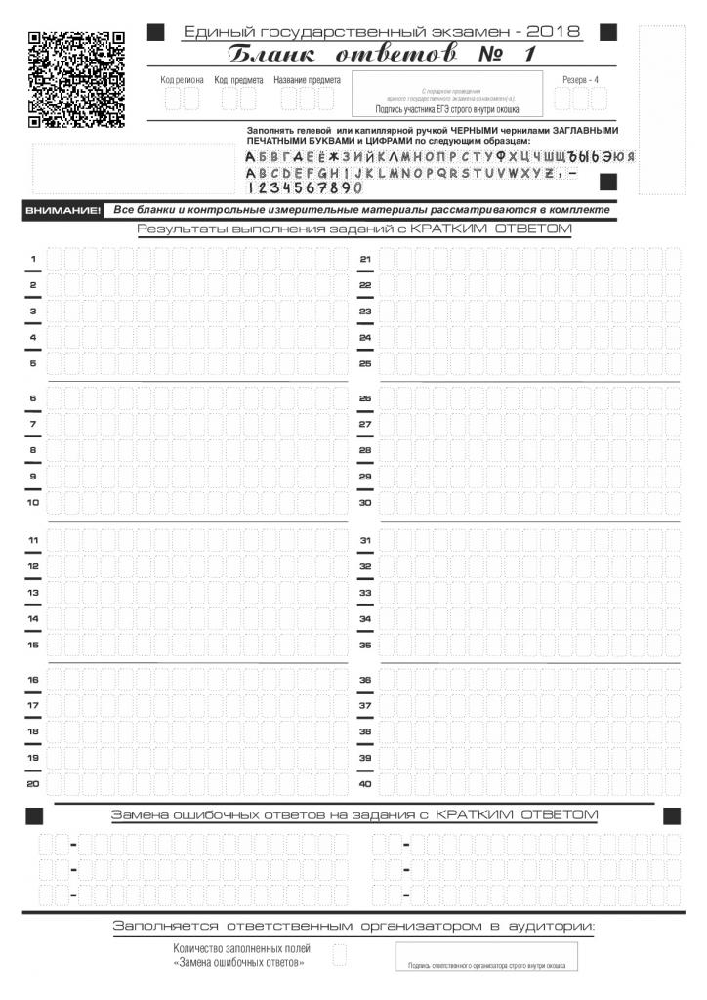 Единый государственный экзамен - 2018
Бланк ответов № 1
Код региона Код предмета Название предмета Резерв - 4
С порядком проведения
единого государственного экзамена ознакомлен(-а).
Подпись участника ЕГЭ строго внутри окошка
Заполнять гелевой или капиллярной ручкой ЧЕРНЫМИ чернилами ЗАГЛАВНЫМИ
ПЕЧАТНЫМИ БУКВАМИ и ЦИФРАМИ по следующим образцам:
АБВГДЕЁЖЗИЙКЛМНОПРСТУФХЦЧШЩЪЫЬЭЮЯ
ABCDEFGHIJKLMNOPQRSTUVWXYZ,-
1234567890
ВНИМАНИЕ! Все бланки и контрольные измерительные материалы рассматриваются в комплекте
Результаты выполнения заданий с КРАТКИМ ОТВЕТОМ
1 21
2 22
3 23
4 24
5 25
6 26
7 27
8 28
9 29
10 30
11 31
12 32
13 33
14 34
15 35
16 36
17 37
18 38
19 39
20 40
Замена ошибочных ответов на задания с КРАТКИМ ОТВЕТОМ
- -
- -
- -
Заполняется ответственным организатором в аудитории:
Количество заполненных полей
«Замена ошибочных ответов»
Подпись ответственного организатора строго внутри окошка